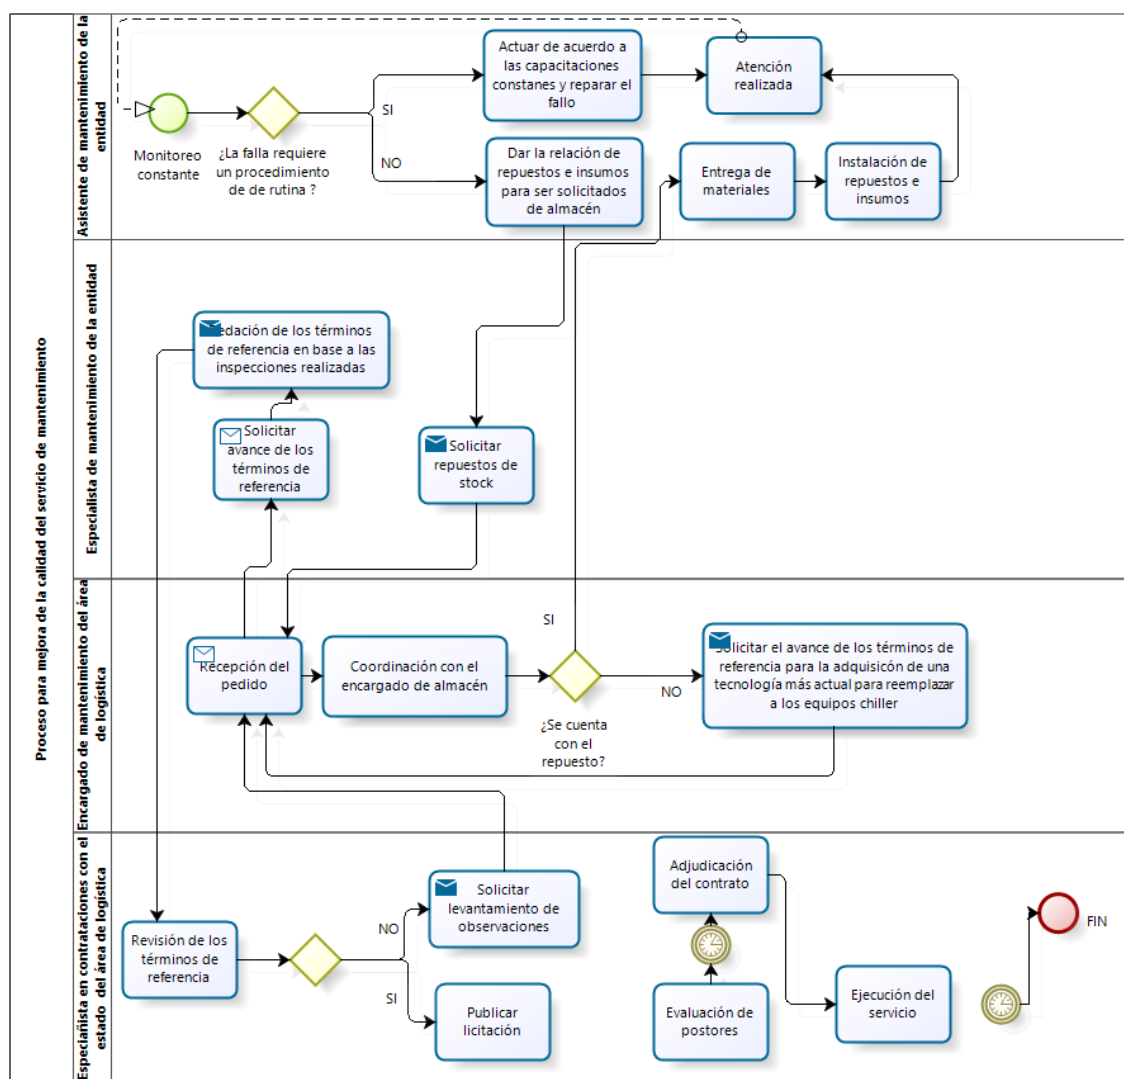 Proceso para mejora de la calidad del servicio de mantenimiento
Asistente de mantenimiento de la
entidad
Monitoreo
constante
¿La falla requiere
un procedimiento
de de rutina ?
SI
NO
Actuar de acuerdo a
las capacitaciones
constanes y reparar el
fallo
Atención
realizada
Dar la relación de
repuestos e insumos
para ser solicitados
de almacén
Entrega de
materiales
Instalación de
repuestos e
insumos
Especialista de mantenimiento de la entidad
edación de los términos
de referencia en base a las
inspecciones realizadas
Solicitar
avance de los
términos de
referencia
Solicitar
repuestos de
stock
Encargado de mantenimiento del área
de logística
Recepción del
pedido
Coordinación con el
encargado de almacén
SI
¿Se cuenta
con el
repuesto?
NO
Solicitar el avance de los términos de
referencia para la adquisicón de una
tecnología más actual para reemplazar
a los equipos chiller
Especiañista en contrataciones con el
estado del área de logística
Revisión de los
términos de
referencia
NO
SI
Solicitar
levantamiento de
observaciones
Publicar
licitación
Adjudicación
del contrato
Evaluación de
postores
Ejecución del
servicio
FIN